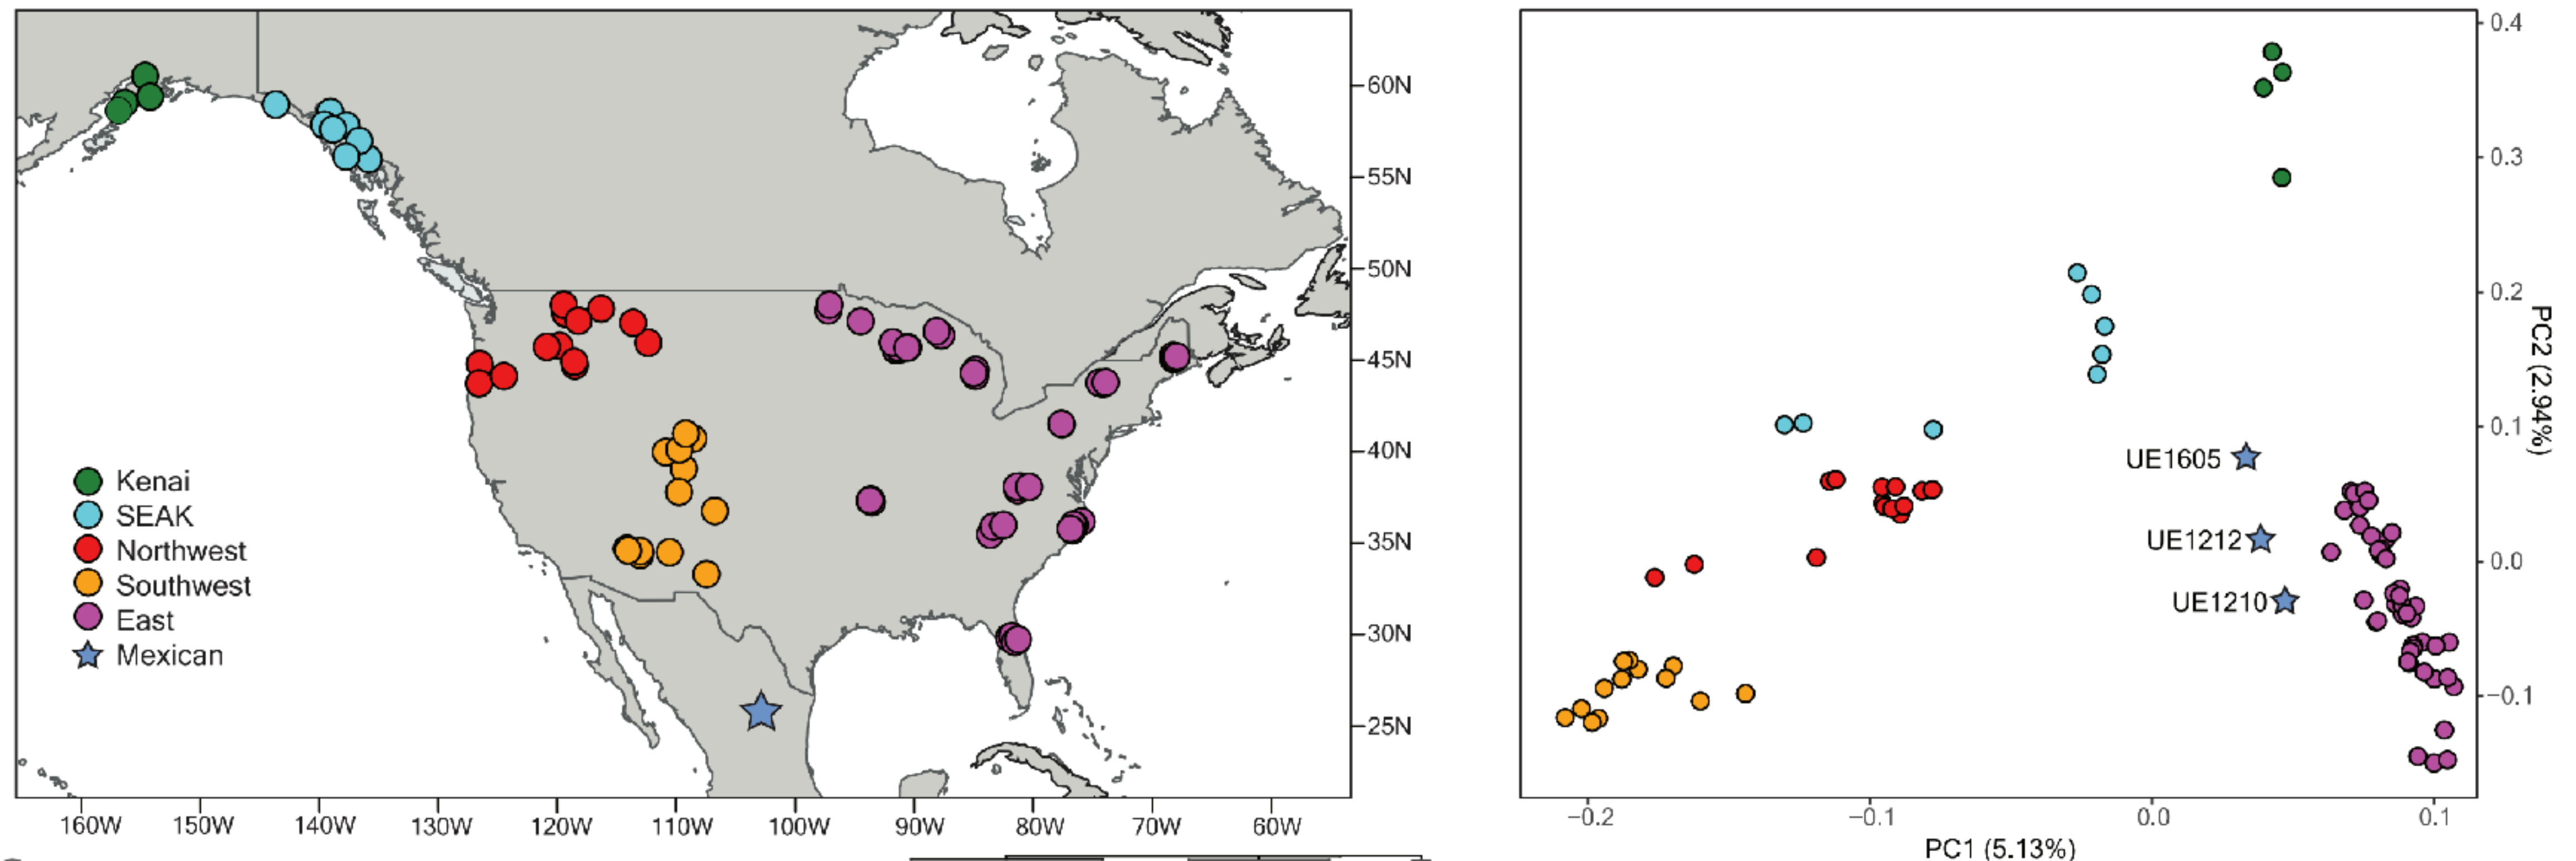 60N
55N
50N
45N
40N
35N
30N
25N
Kenai
SEAK
Northwest
Southwest
East
Mexican
160W 150W 140W 130W 120W 110W 100W 90W 80W 70W 60W
0.4
0.3
0.2
0.1
0.0
−0.1
PC2 (2.94%)
UE1605
UE1212
UE1210
−0.2 −0.1 0.0 0.1
PC1 (5.13%)